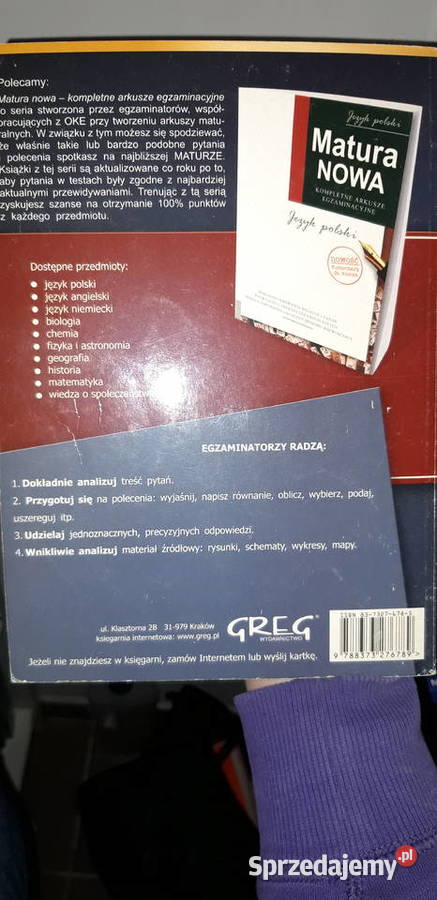 Polecamy:
Matura nowa – kompletne arkusze egzaminacyjne
o seria stworzona przez egzaminatorów, współ-
pracujących z OKE przy tworzeniu arkuszy matu-
ralnych. W związku z tym możesz się spodziewać,
że właśnie takie lub bardzo podobne pytania
i polecenia spotkasz na najbliższej MATURZE.
Książki z tej serii są aktualizowane co roku po to,
aby pytania w testach były zgodne z najbardziej
aktualnymi przewidywaniami. Trenując z tą serią
zyskujesz szanse na otrzymanie 100% punktów
z każdego przedmiotu.
Język polski
Matura
NOWA
KOMPLETNE ARKUSZE
EGZAMINACYJNE
Język polski
NOWOŚĆ
Dostępne przedmioty:
język polski
język angielski
język niemiecki
biologia
chemia
fizyka i astronomia
geografia
historia
matematyka
wiedza o społeczeństw
EGZAMINATORZY RADZĄ:
1. Dokładnie analizuj treść pytań.
2. Przygotuj się na polecenia: wyjaśnij, napisz równanie, oblicz, wybierz, podaj,
uszereguj itp.
3. Udzielaj jednoznacznych, precyzyjnych odpowiedzi.
4. Wnikliwie analizuj materiał źródłowy: rysunki, schematy, wykresy, mapy.
ul. Klasztorna 2B 31-979 Kraków
księgarnia internetowa: www.greg.pl
GREG
WYDAWNICTWO
ISBN 83-7327-678-5
9 788373 276789 >
Jeżeli nie znajdziesz w księgarni, zamów Internetem lub wyślij kartkę.
Sprzedajemy.pl